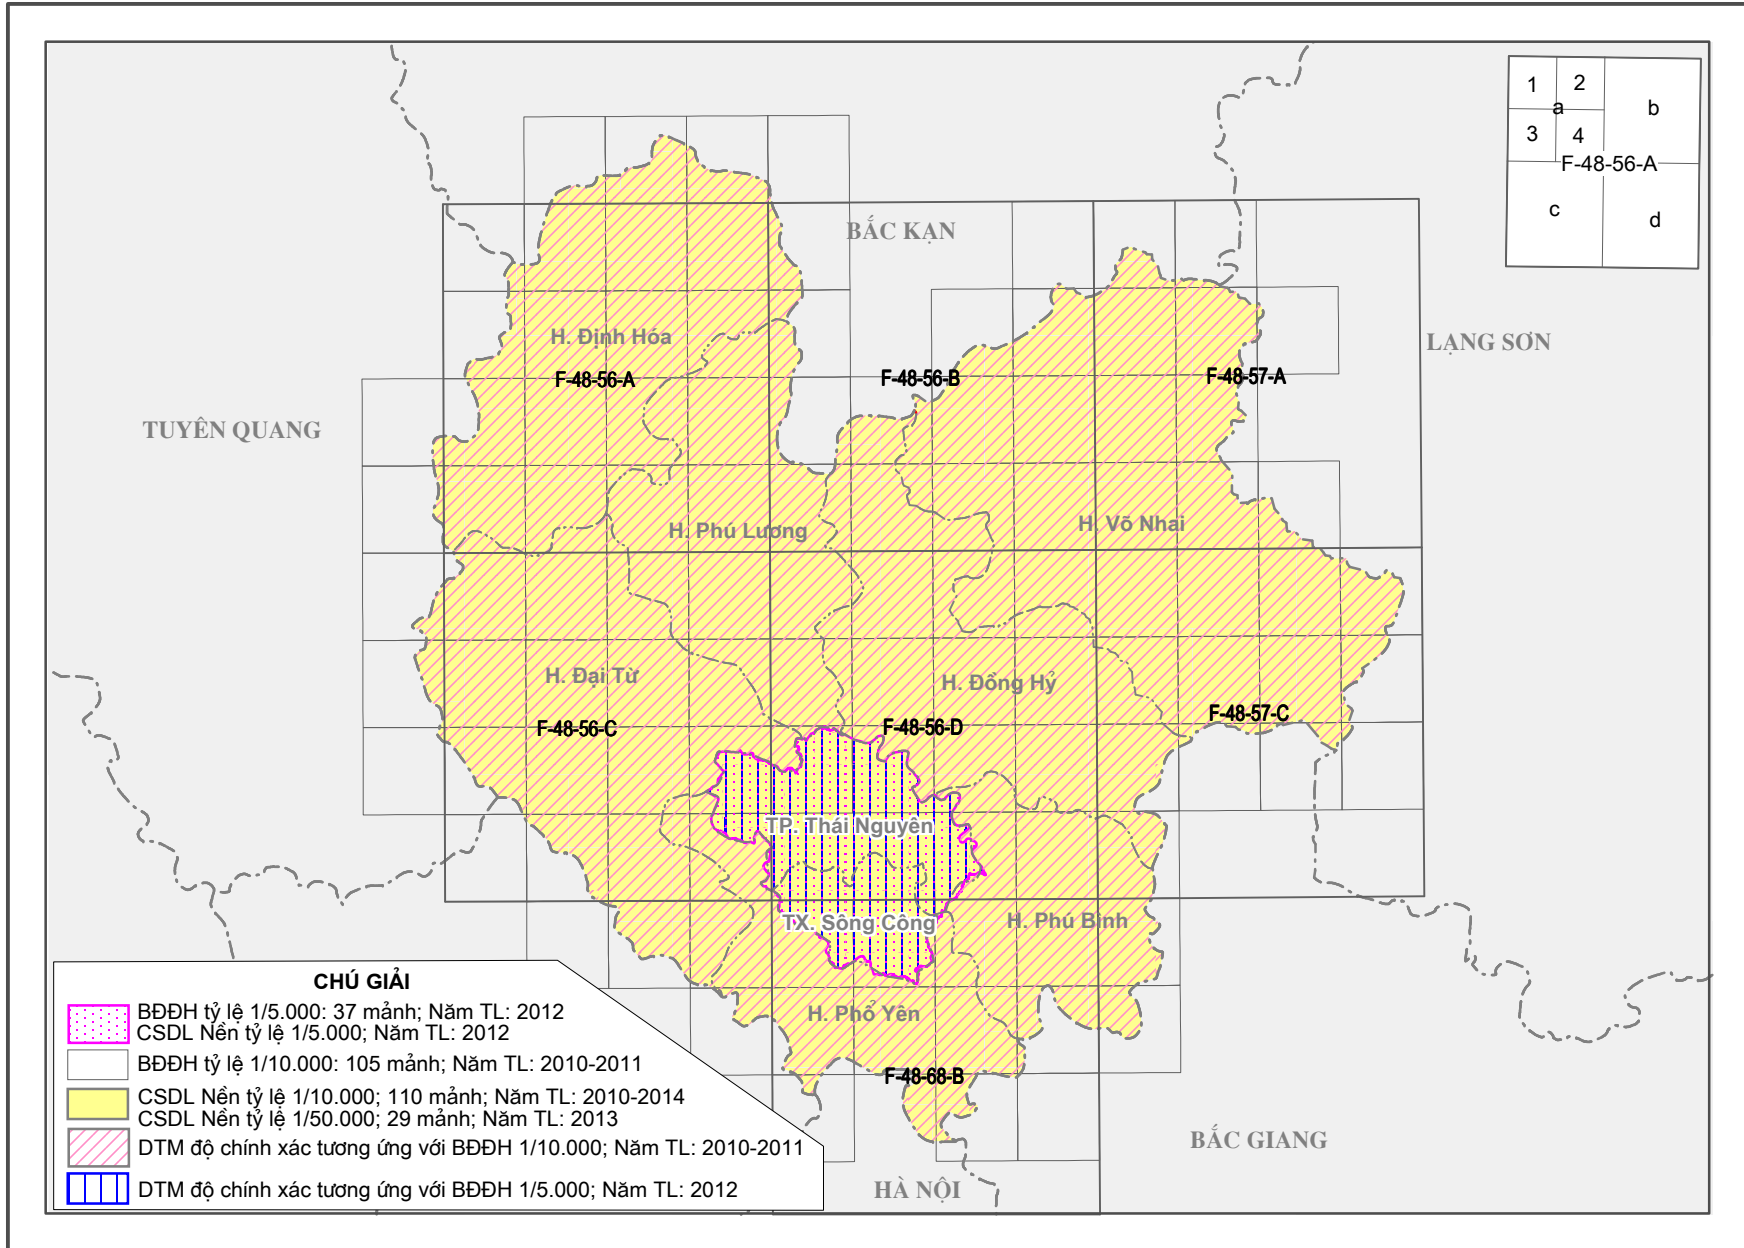 1 2
a b
3 4
F-48-56-A
c d
BẮC KẠN
LẠNG SƠN
H. Định Hóa
F-48-56-A
F-48-56-B
F-48-57-A
TUYÊN QUANG
H. Phú Lương
H. Võ Nhai
H. Đại Từ
H. Đồng Hỷ
F-48-56-C
F-48-56-D
F-48-57-C
TP. Thái Nguyên
TX. Sông Công
H. Phú Bình
H. Phổ Yên
F-48-68-B
BẮC GIANG
HÀ NỘI
CHÚ GIẢI
BĐĐH tỷ lệ 1/5.000: 37 mảnh; Năm TL: 2012
CSDL Nền tỷ lệ 1/5.000; Năm TL: 2012
BĐĐH tỷ lệ 1/10.000: 105 mảnh; Năm TL: 2010-2011
CSDL Nền tỷ lệ 1/10.000; 110 mảnh; Năm TL: 2010-2014
CSDL Nền tỷ lệ 1/50.000; 29 mảnh; Năm TL: 2013
DTM độ chính xác tương ứng với BĐĐH 1/10.000; Năm TL: 2010-2011
DTM độ chính xác tương ứng với BĐĐH 1/5.000; Năm TL: 2012